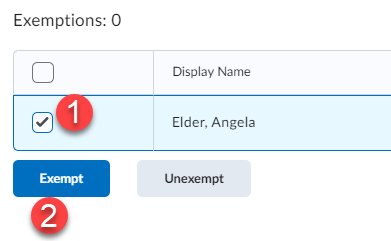 Exemptions: 0
Display Name
1
Elder, Angela
Exempt Unexempt
2